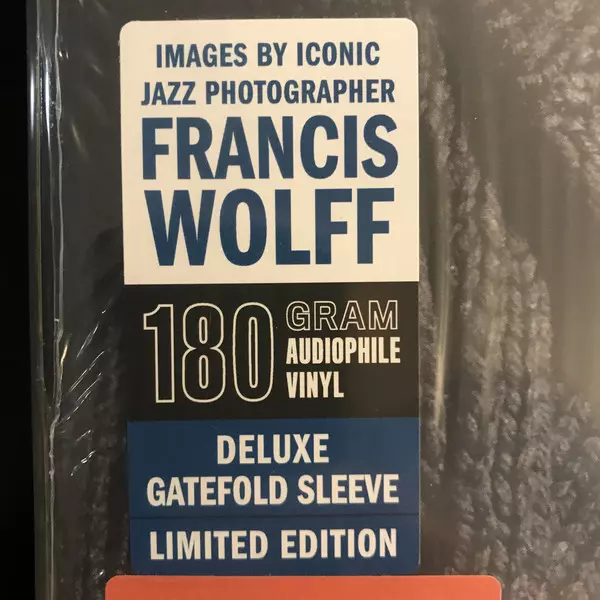 IMAGES BY ICONIC
JAZZ PHOTOGRAPHER
FRANCIS
WOLFF
180 GRAM
AUDIOPHILE
VINYL
DELUXE
GATEFOLD SLEEVE
LIMITED EDITION